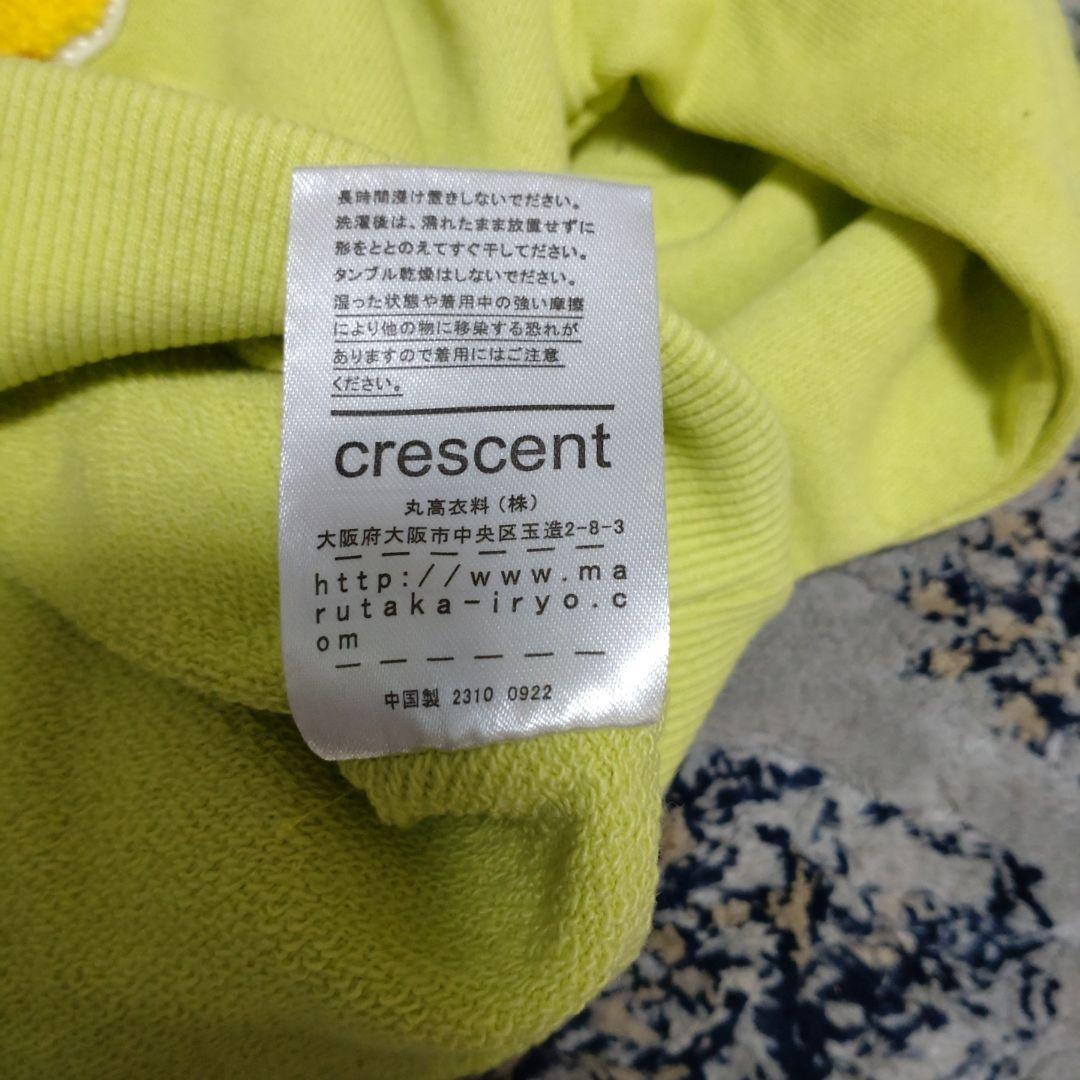 長時間浸け置きしないでください。
洗濯後は、濡れたまま放置せずに
形をととのえてすぐ干してください。
タンブル乾燥はしないでください。
湿った状態や着用中の強い摩擦
により他の物に移染する恐れが
ありますので着用にはご注意
ください。
crescent
丸高衣料（株）
大阪府大阪市中央区玉造2-8-3
http://www.ma
rutaka-iryo.c
om
中国製 2310 0922